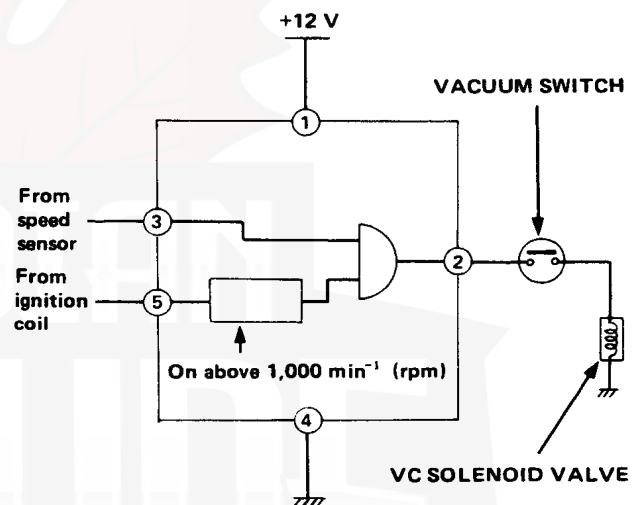 +12 V
VACUUM SWITCH
1
From
speed
sensor
3
2
From
ignition
coil
5
On above 1,000 min⁻¹ (rpm)
4
VC SOLENOID VALVE